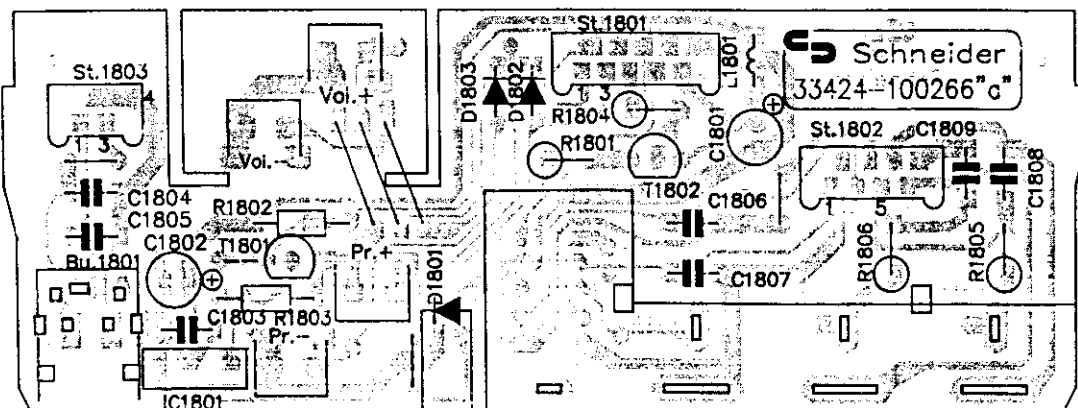 St.1801
L1801
Schneider
33424-100266"c"
St.1803
4
1 3
Voi.+
Voi.-
D1803
D1802
1 3
R1804
R1801
C1801
T1802
St.1802
C1809
C1808
1 5
C1804
C1805
C1802
R1802
T1801
Pr.+
C1806
C1807
R1806
R1805
Bu.1801
C1803
R1803
Pr.-
D1801
IC1801